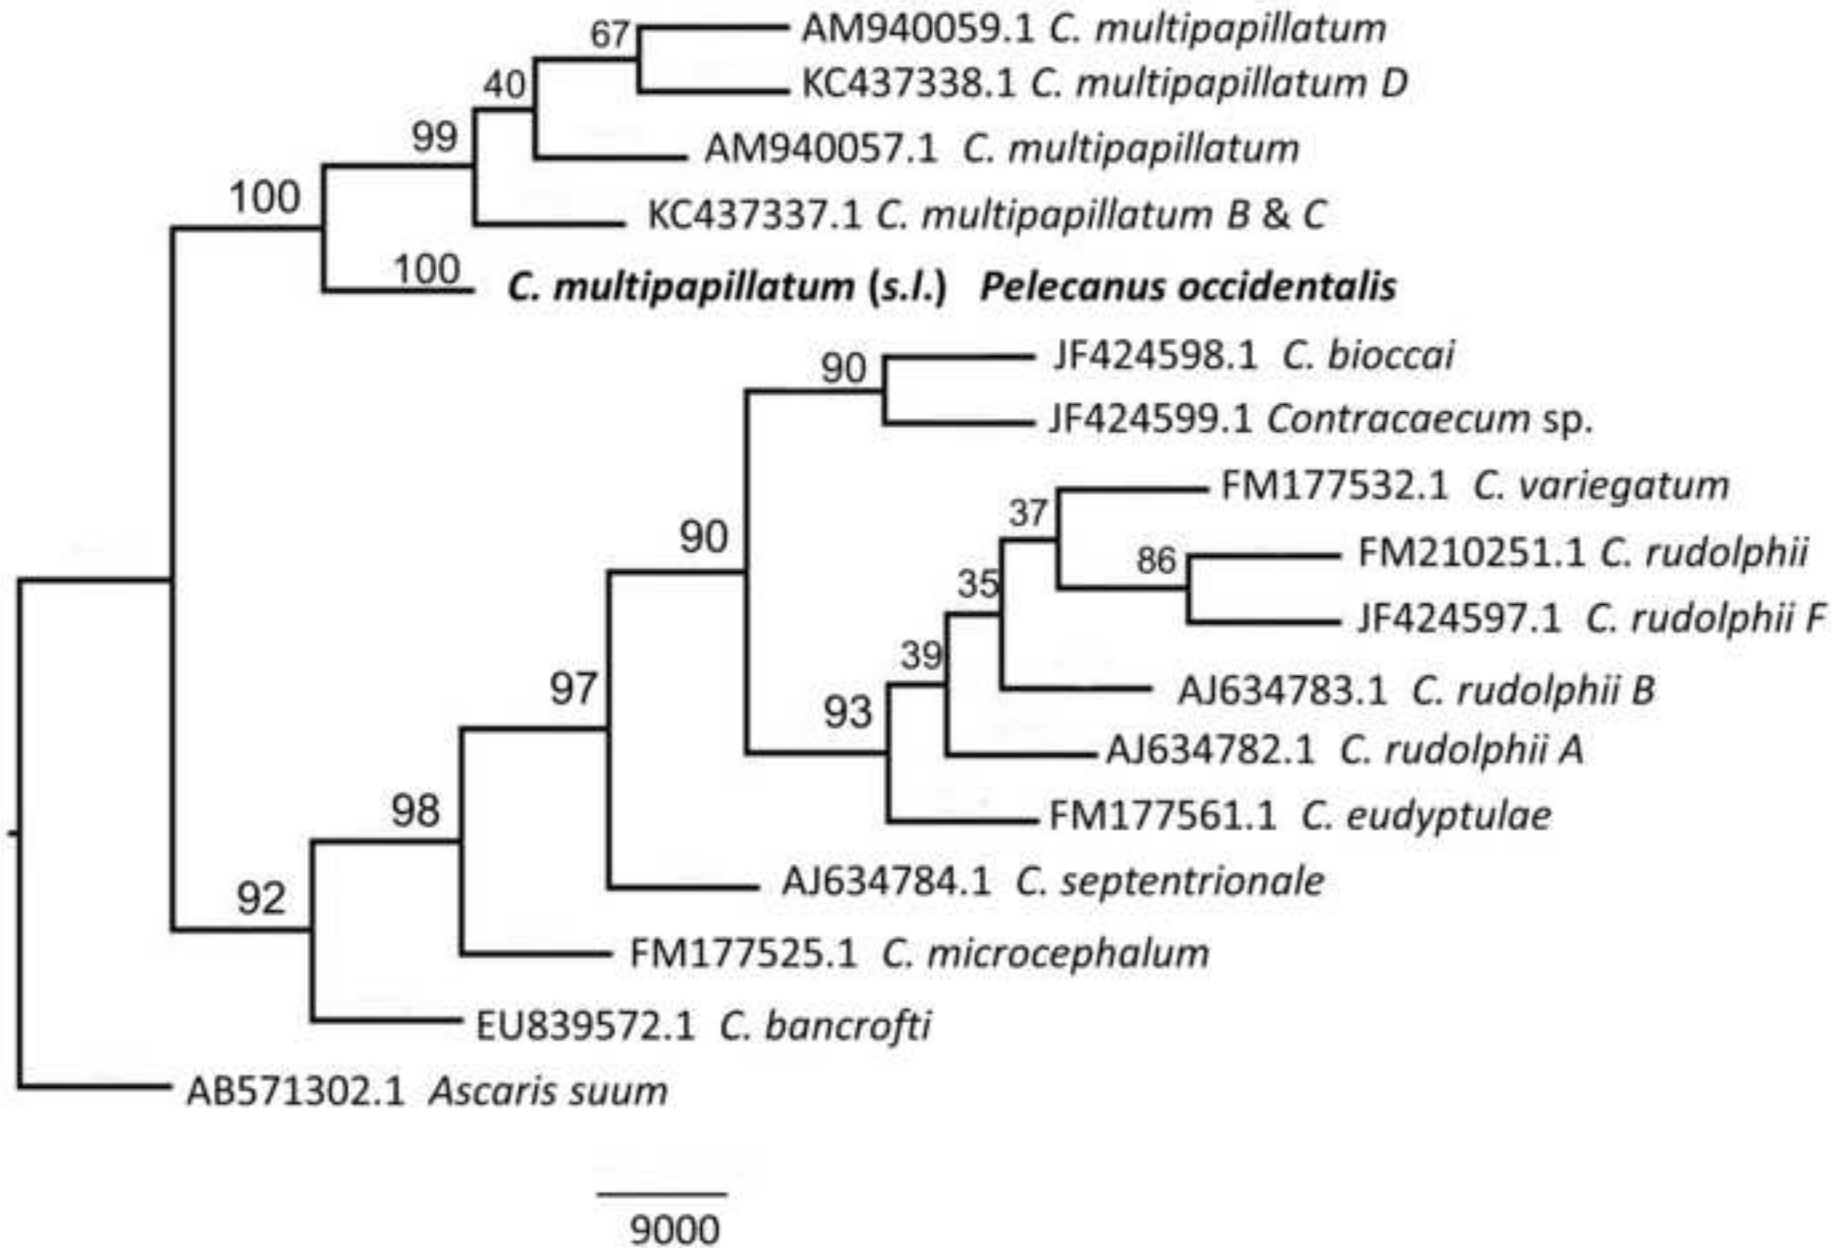 67
AM940059.1 C. multipapillatum
40
KC437338.1 C. multipapillatum D
99
AM940057.1 C. multipapillatum
100
KC437337.1 C. multipapillatum B & C
100
C. multipapillatum (s.l.) Pelecanus occidentalis
90
JF424598.1 C. bioccai
JF424599.1 Contracaecum sp.
FM177532.1 C. variegatum
37
90
86
FM210251.1 C. rudolphii
35
JF424597.1 C. rudolphii F
39
97
AJ634783.1 C. rudolphii B
93
AJ634782.1 C. rudolphii A
98
FM177561.1 C. eudyptulae
AJ634784.1 C. septentrionale
92
FM177525.1 C. microcephalum
EU839572.1 C. bancrofti
AB571302.1 Ascaris suum
9000